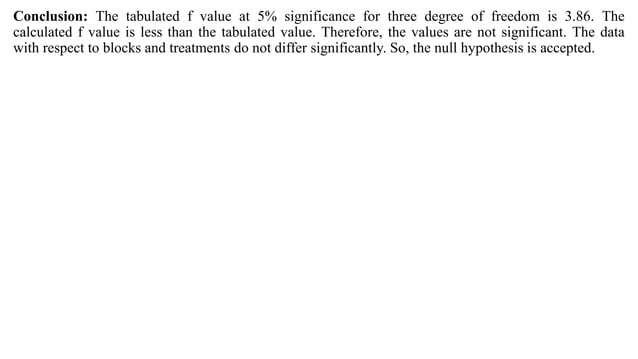 Conclusion: The tabulated f value at 5% significance for three degree of freedom is 3.86. The
calculated f value is less than the tabulated value. Therefore, the values are not significant. The data
with respect to blocks and treatments do not differ significantly. So, the null hypothesis is accepted.